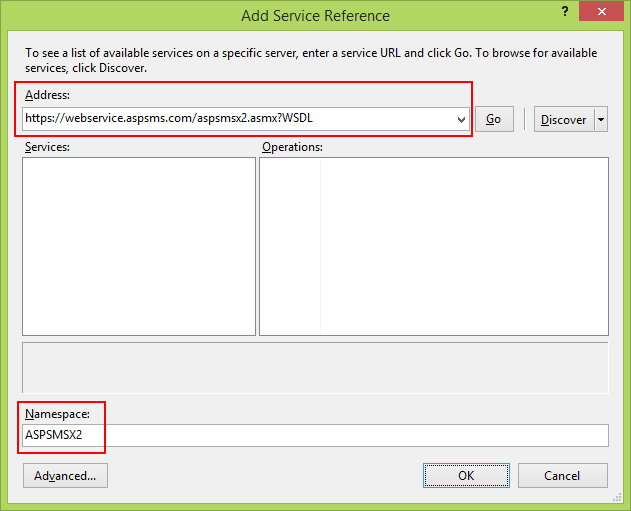 Add Service Reference
?
To see a list of available services on a specific server, enter a service URL and click Go. To browse for available
services, click Discover.
Address:
https://webservice.aspsms.com/aspsmsx2.asmx?WSDL
Go
Discover
Services:
Operations:
Namespace:
ASPSMSX2
Advanced...
OK
Cancel